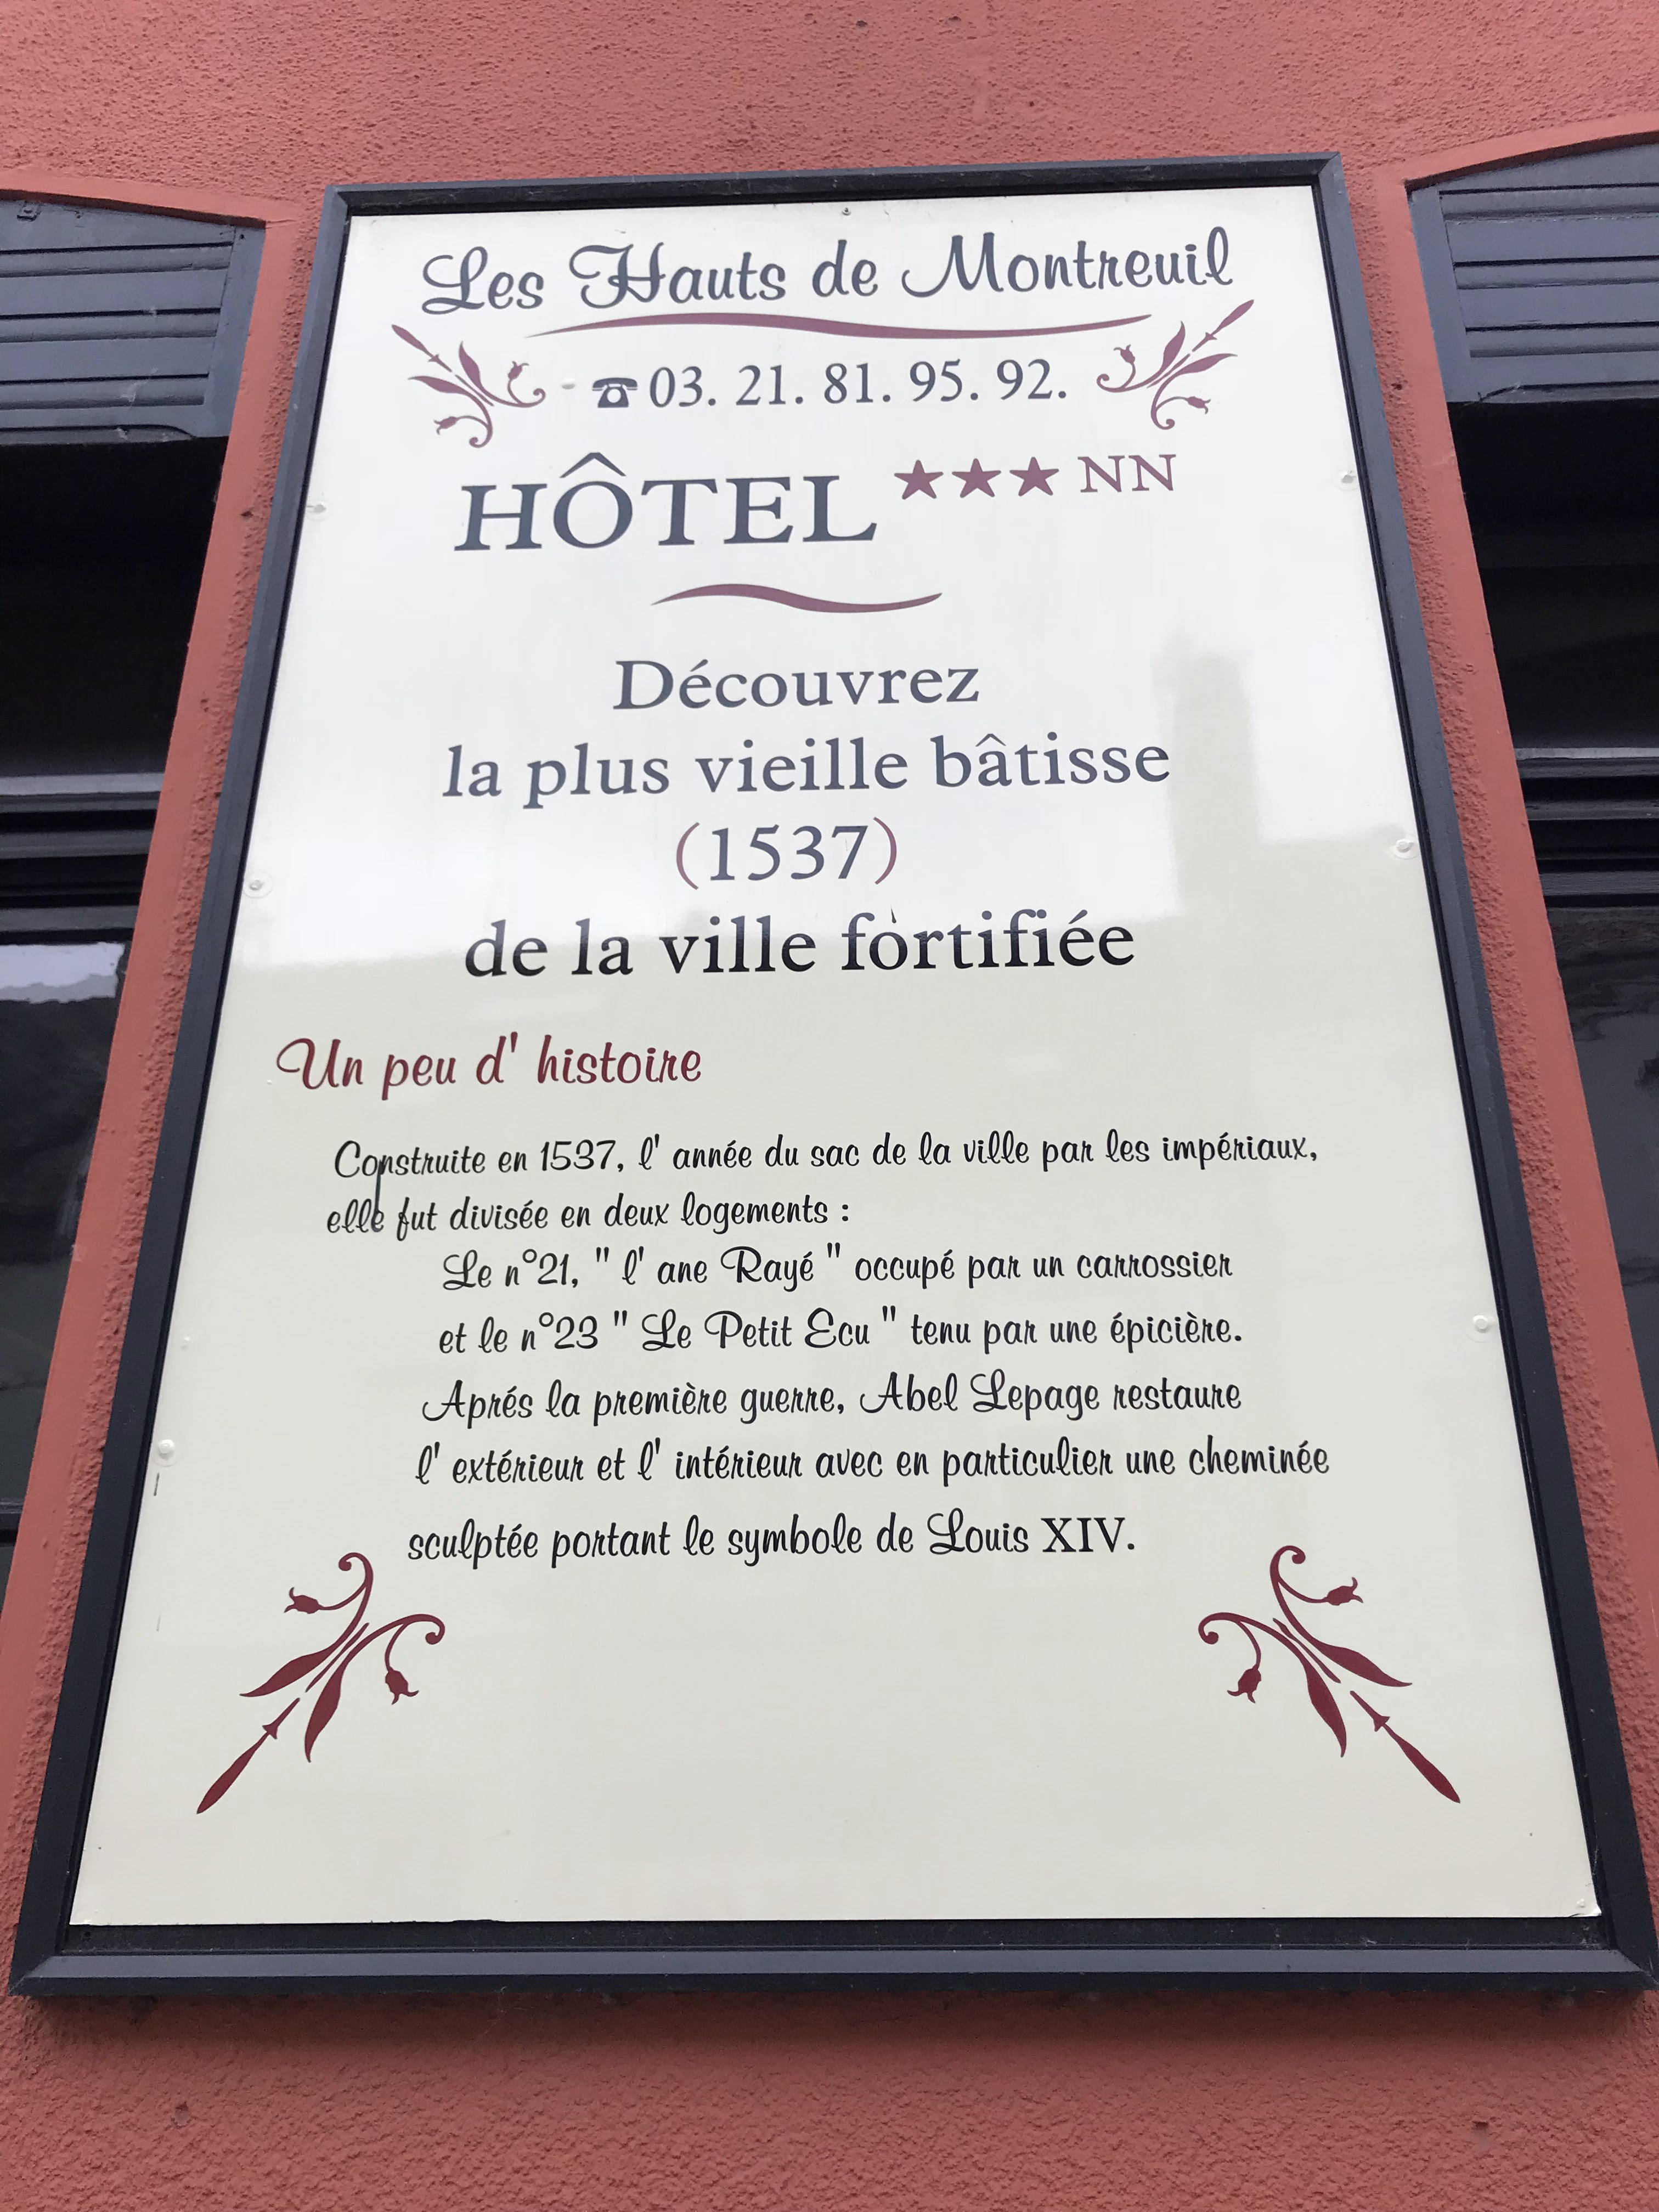 Les Hauts de Montreuil
☎ 03. 21. 81. 95. 92.
HÔTEL ★★★ NN
Découvrez
la plus vieille bâtisse
(1537)
de la ville fortifiée
Un peu d' histoire
Construite en 1537, l' année du sac de la ville par les impériaux,
elle fut divisée en deux logements :
Le n°21, " l' ane Rayé " occupé par un carrossier
et le n°23 " Le Petit Ecu " tenu par une épicière.
Aprés la première guerre, Abel Lepage restaure
l' extérieur et l' intérieur avec en particulier une cheminée
sculptée portant le symbole de Louis XIV.